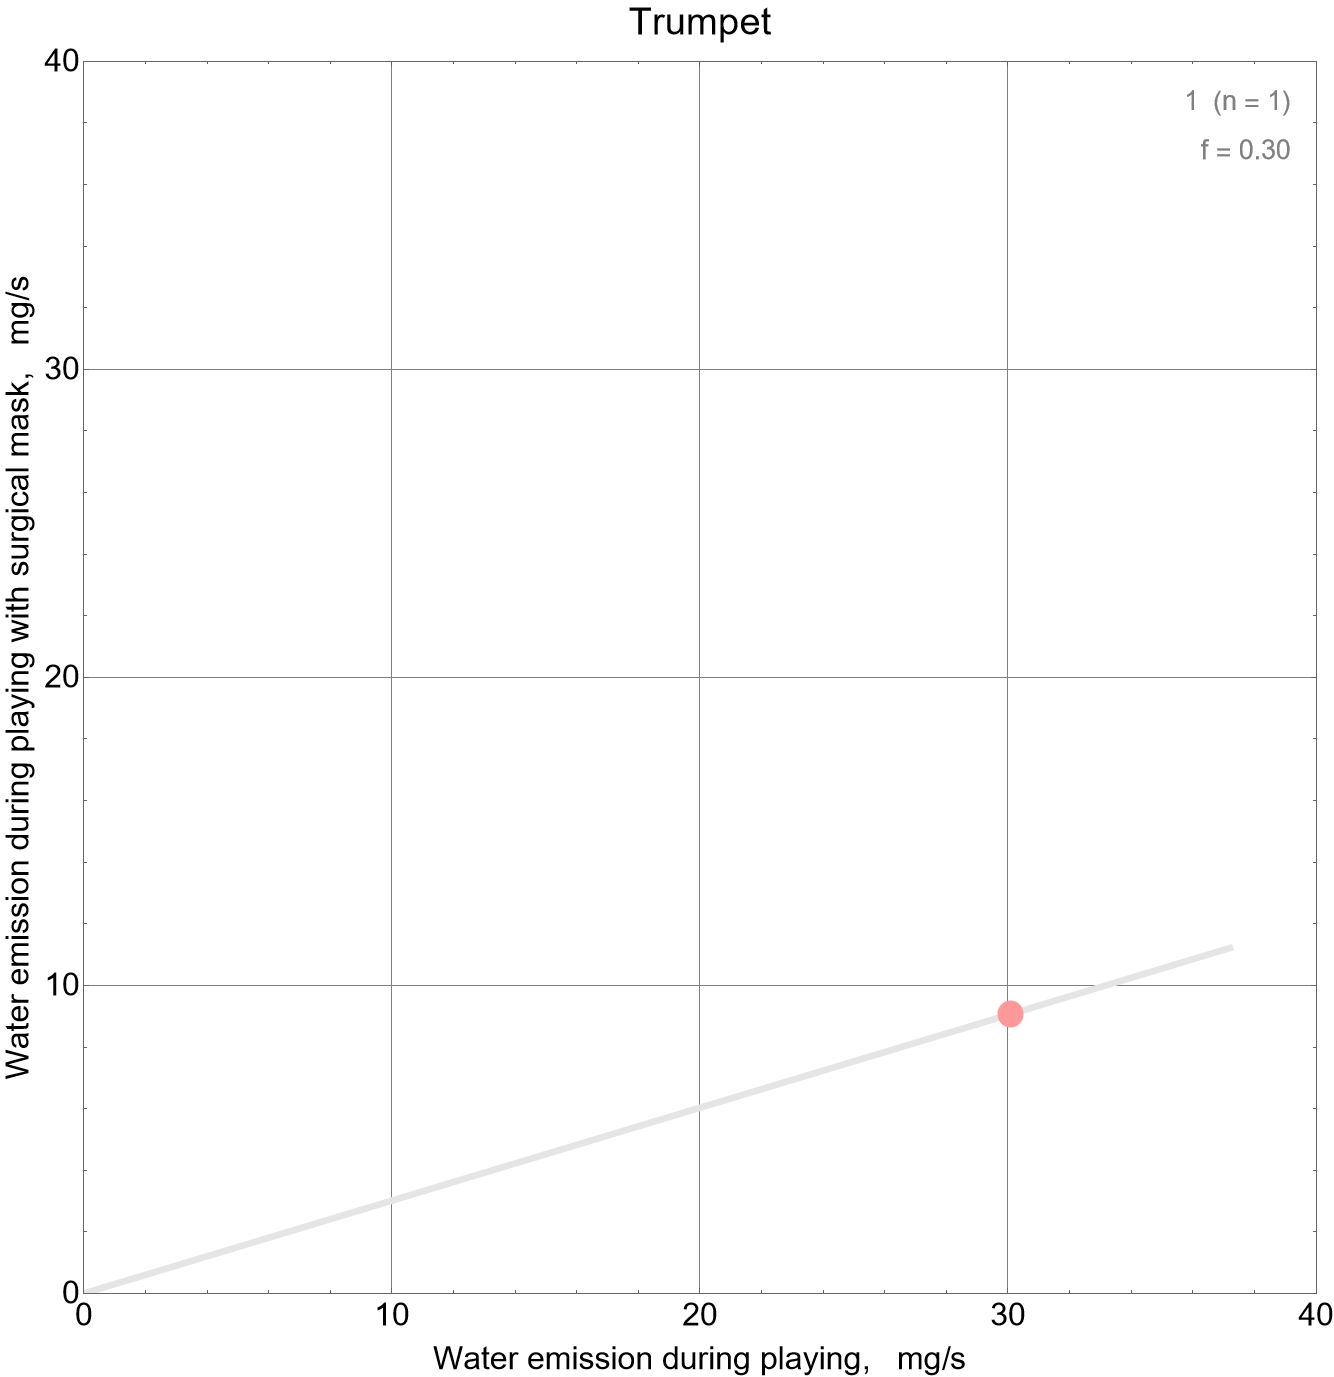 Trumpet
1 (n = 1)
f = 0.30
Water emission during playing with surgical mask, mg/s
40
30
20
10
0
0 10 20 30 40
Water emission during playing, mg/s